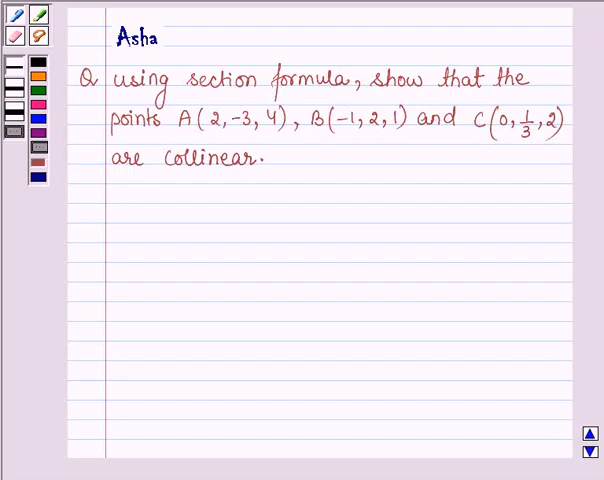 Asha
Q using section formula, show that the
points A(2,-3,4), B(-1,2,1) and C(0,1/3,2)
are collinear.